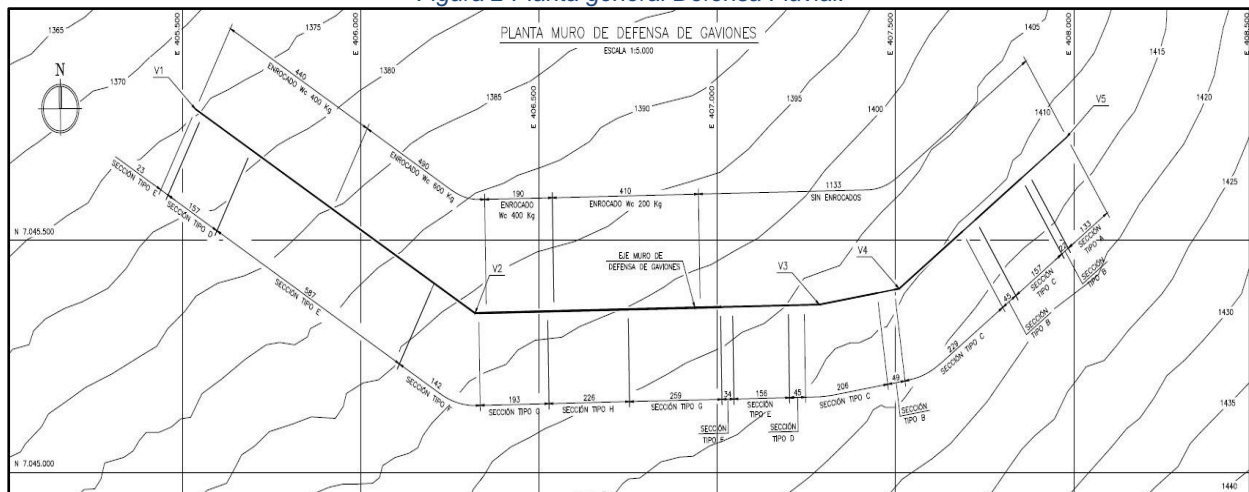 Figura 2 Planta general Defensa Aluvial.
PLANTA MURO DE DEFENSA DE GAVIONES
ESCALA 1:5.000
N
E 405.500
E 406.000
E 406.500
E 407.000
E 407.500
E 408.000
E 408.500
N 7.045.500
N 7.045.000
1365
1370
1375
1380
1385
1390
1395
1400
1405
1410
1415
1420
1425
1430
1435
1440
V1
V2
V3
V4
V5
440
ENROCADO Wc 400 Kg
490
ENROCADO Wc 600 Kg
190
ENROCADO
Wc 400 Kg
410
ENROCADO Wc 200 Kg
1133
SIN ENROCADOS
EJE MURO DE
DEFENSA DE GAVIONES
23
SECCIÓN TIPO E
157
SECCIÓN TIPO D
587
SECCIÓN TIPO E
142
SECCIÓN TIPO F
193
SECCIÓN TIPO G
226
SECCIÓN TIPO H
259
SECCIÓN TIPO G
34
SECCIÓN
TIPO F
156
SECCIÓN
TIPO E
45
SECCIÓN
TIPO D
206
SECCIÓN TIPO C
49
SECCIÓN
TIPO B
229
SECCIÓN TIPO C
45
SECCIÓN
TIPO B
157
SECCIÓN
TIPO C
SECCIÓN
TIPO B
133
SECCIÓN
TIPO A